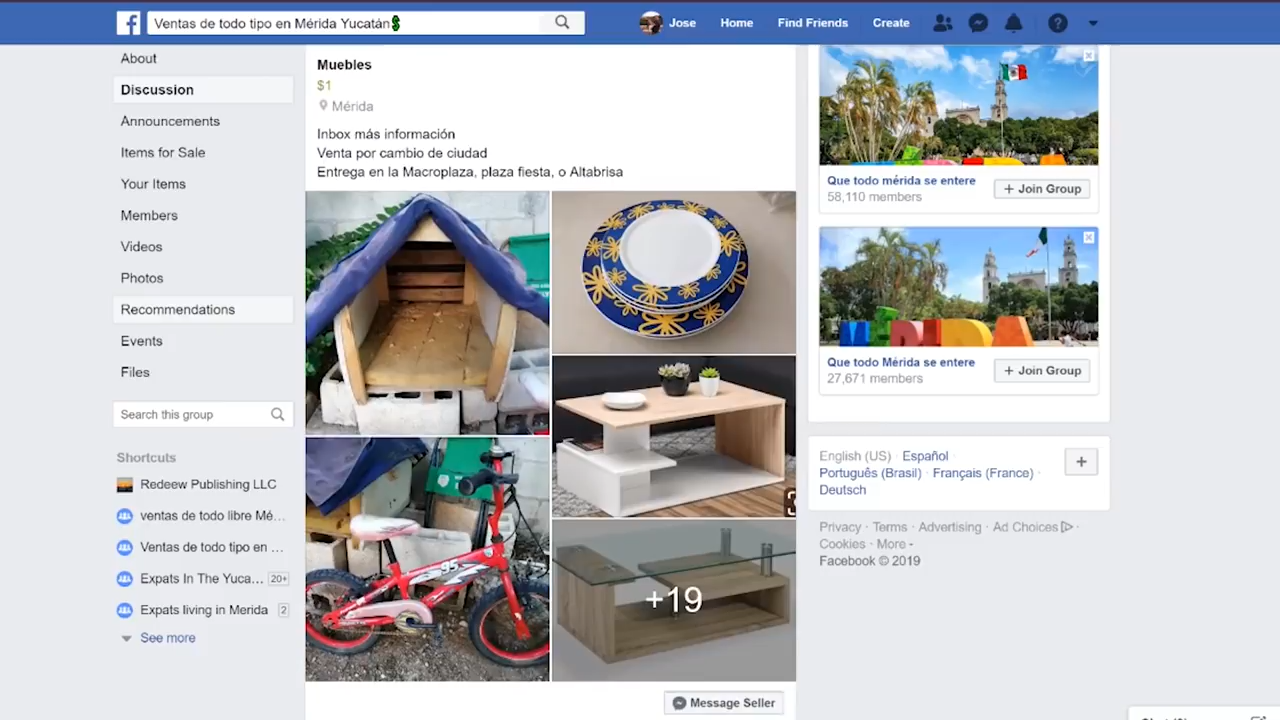 Ventas de todo tipo en Mérida Yucatán
Jose
Home
Find Friends
Create
About
Discussion
Announcements
Items for Sale
Your Items
Members
Videos
Photos
Recommendations
Events
Files
Search this group
Shortcuts
Redeew Publishing LLC
ventas de todo libre Mé...
Ventas de todo tipo en ...
Expats In The Yuca... 20+
Expats living in Merida 2
See more
Muebles
$1
Mérida
Inbox más información
Venta por cambio de ciudad
Entrega en la Macroplaza, plaza fiesta, o Altabrisa
95
+19
Message Seller
Que todo mérida se entere
58,110 members
+ Join Group
MÉRIDA
Que todo Mérida se entere
27,671 members
+ Join Group
English (US) · Español ·
Português (Brasil) · Français (France) ·
Deutsch
+
Privacy · Terms · Advertising · Ad Choices ·
Cookies · More
Facebook © 2019